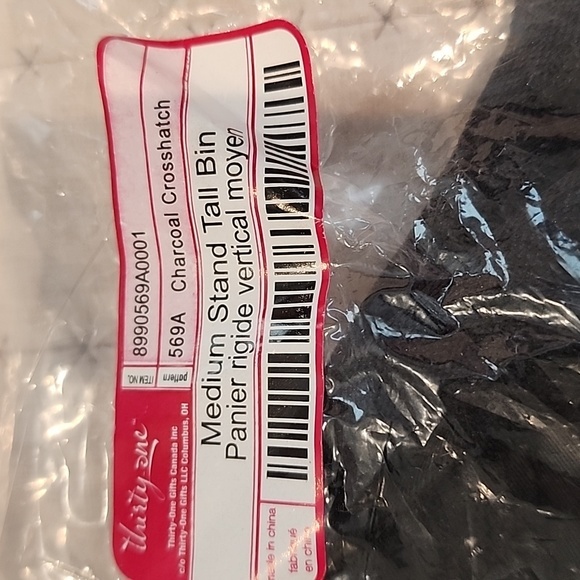 thirty-one
Thirty-One Gifts Canada Inc
c/o Thirty-One Gifts LLC Columbus, OH
ITEM NO. 8990569A0001
pattern 569A Charcoal Crosshatch
Medium Stand Tall Bin
Panier rigide vertical moyen
made in china
fabriqué
en chine